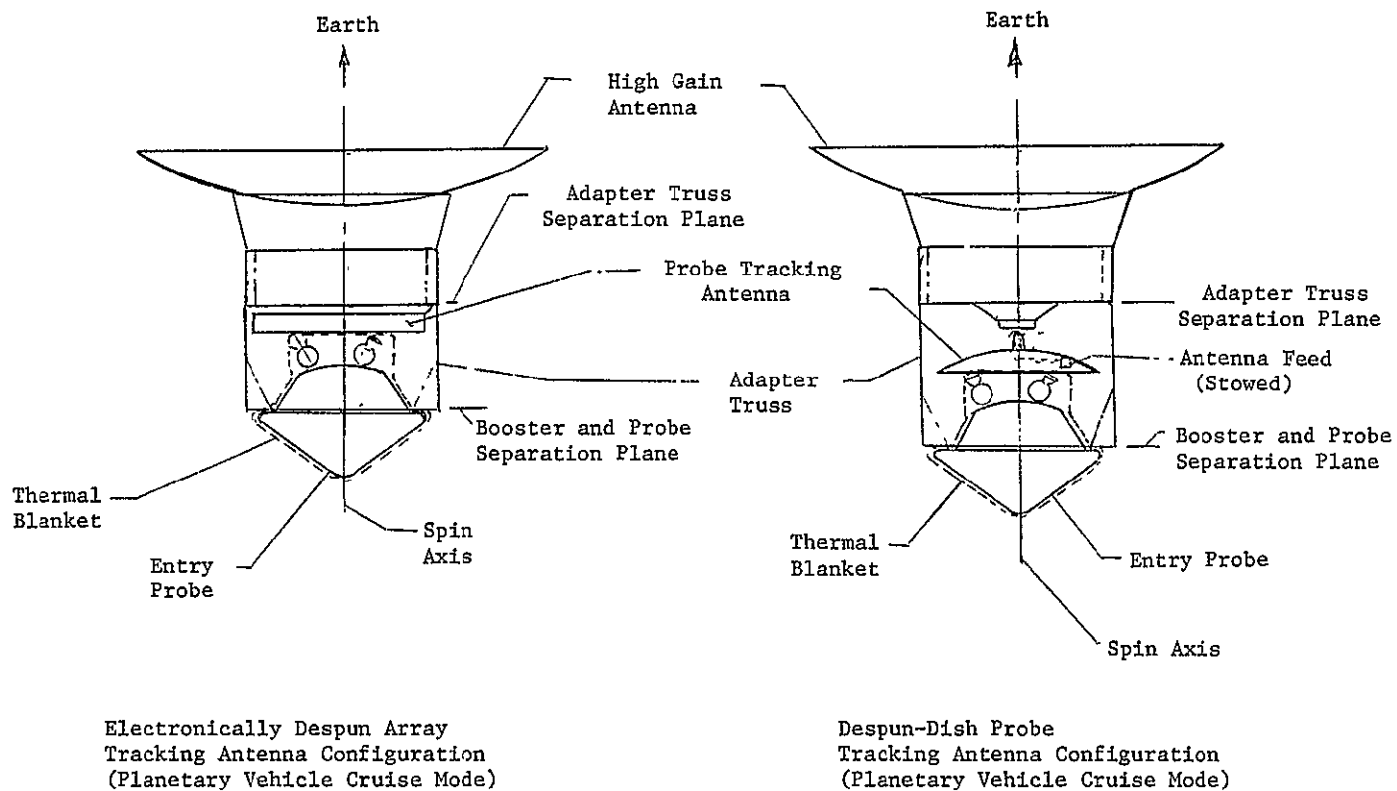 Earth
Earth
High Gain
Antenna
Adapter Truss
Separation Plane
Probe Tracking
Antenna
Adapter Truss
Separation Plane
Antenna Feed
(Stowed)
Adapter
Truss
Booster and Probe
Separation Plane
Booster and Probe
Separation Plane
Thermal
Blanket
Spin
Axis
Entry
Probe
Thermal
Blanket
Entry Probe
Spin Axis
Electronically Despun Array
Tracking Antenna Configuration
(Planetary Vehicle Cruise Mode)
Despun-Dish Probe
Tracking Antenna Configuration
(Planetary Vehicle Cruise Mode)